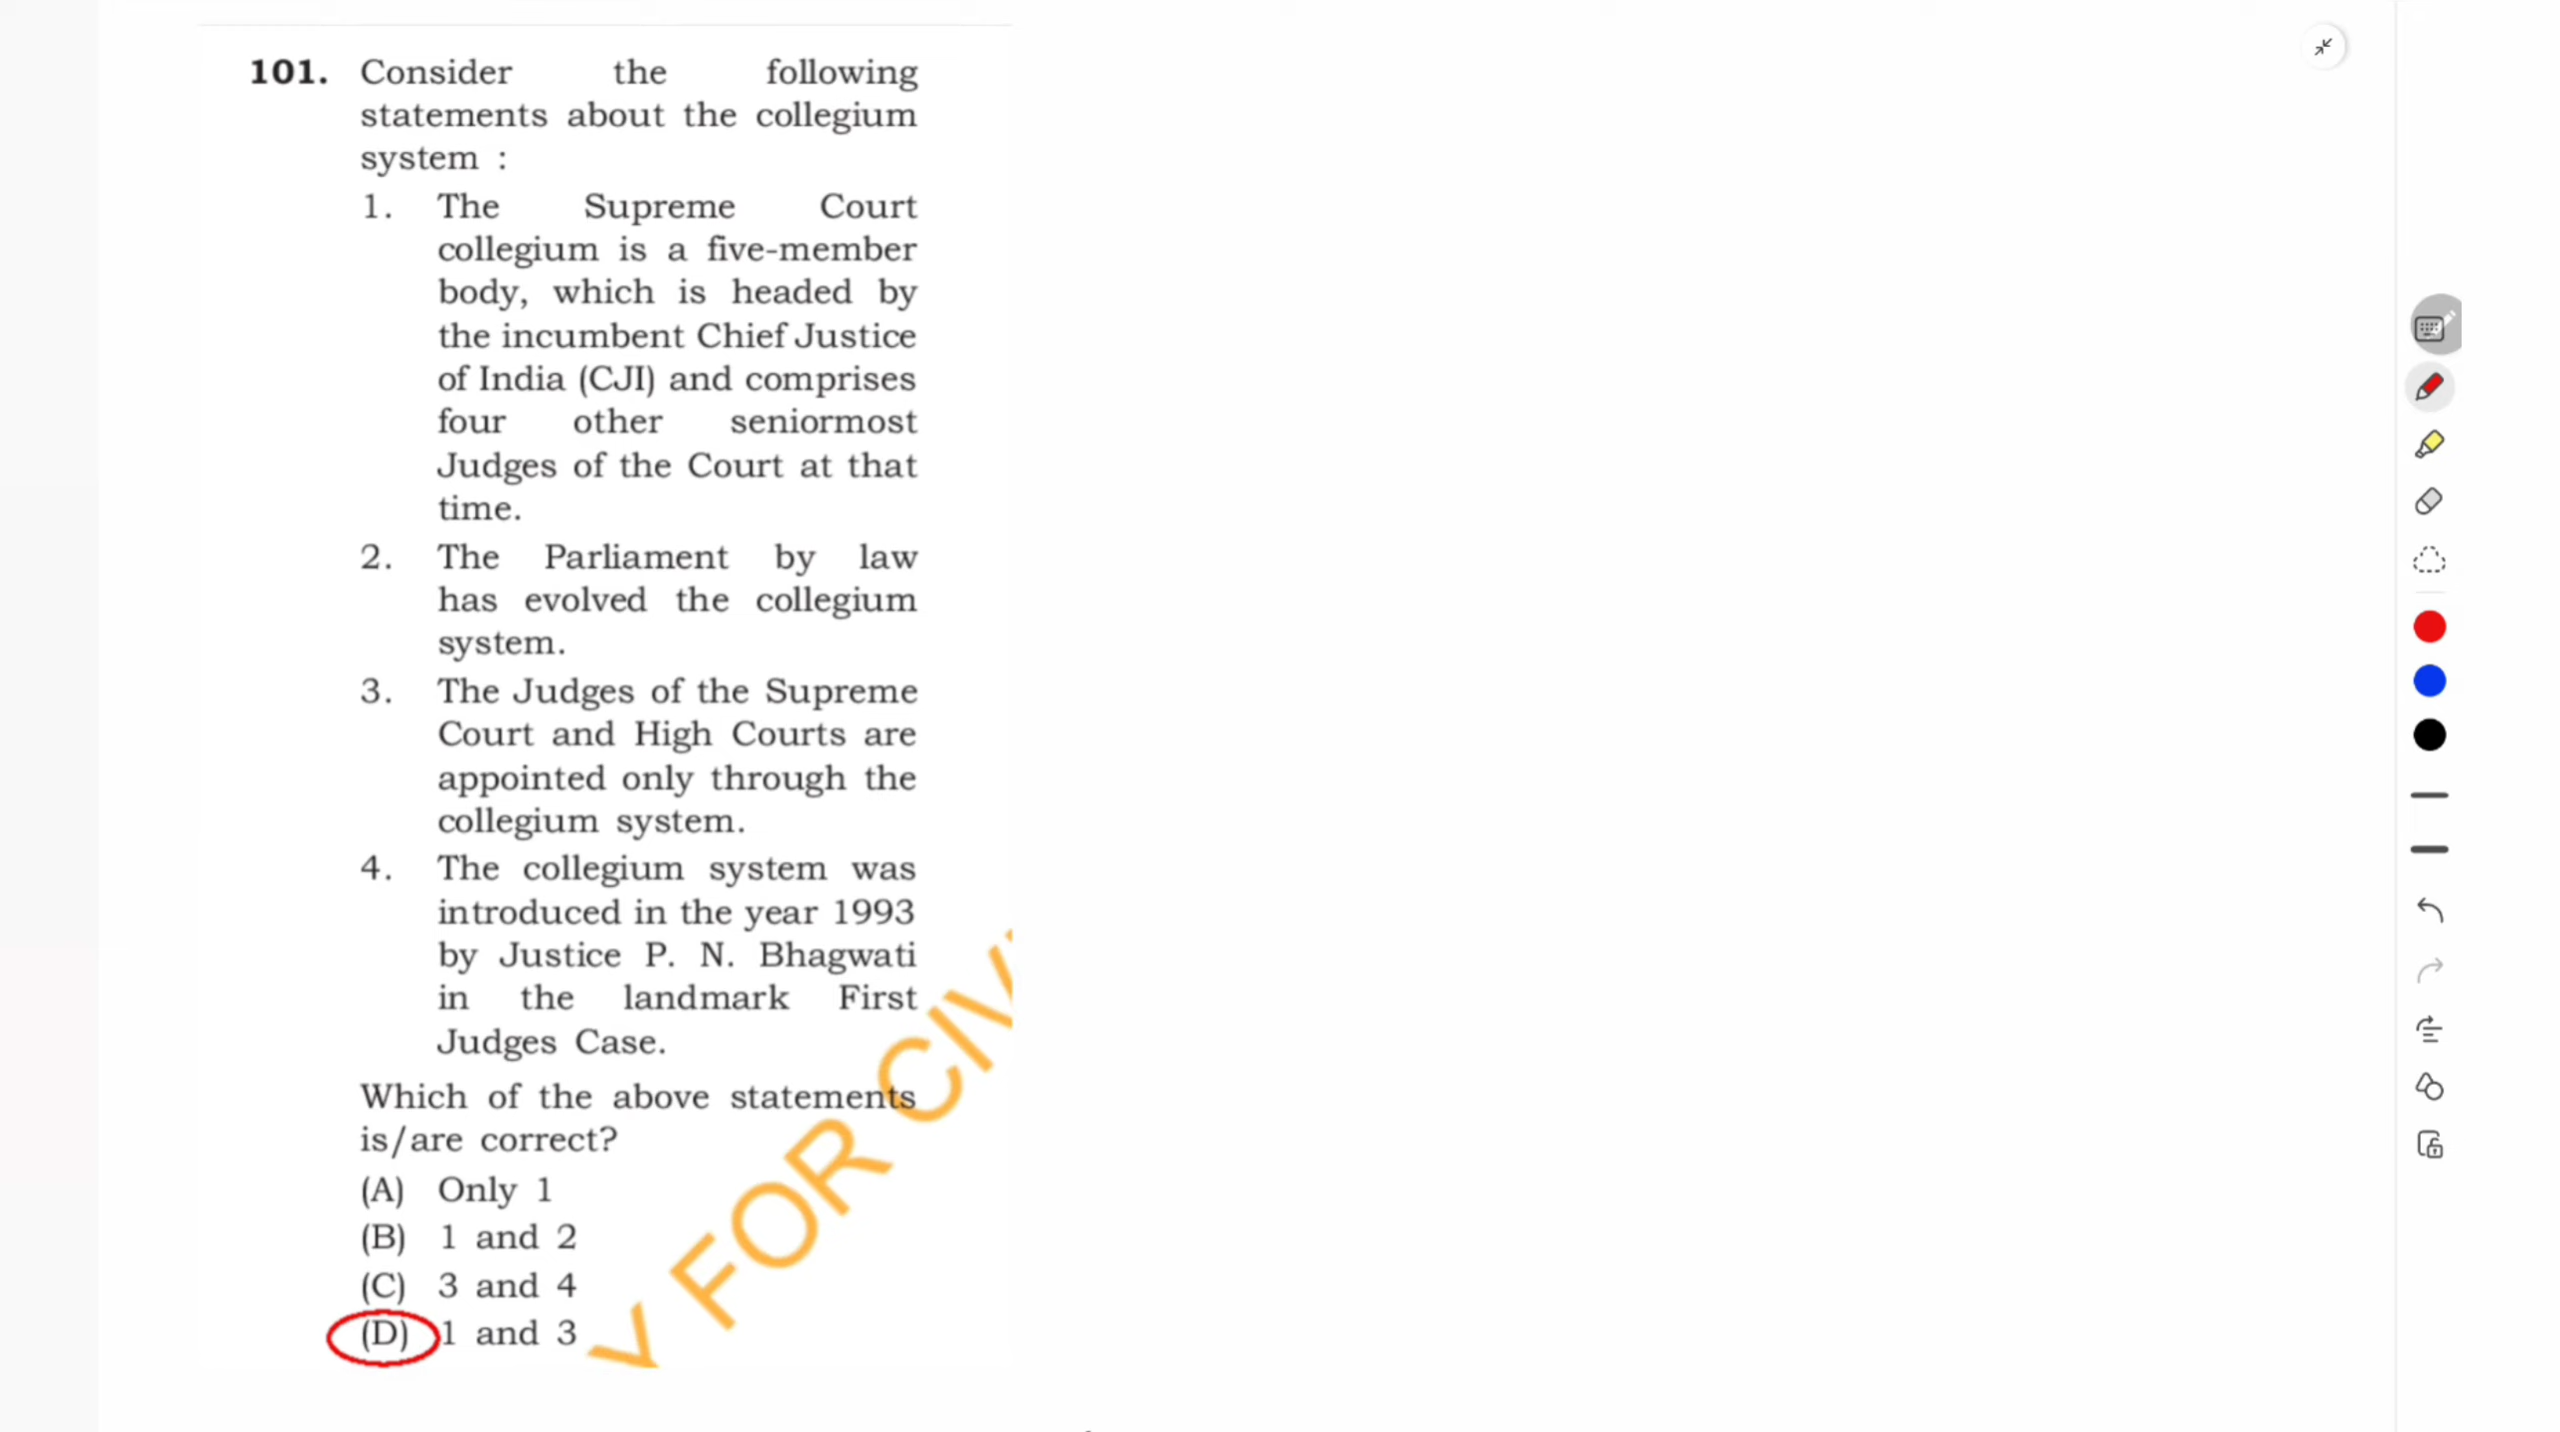 101. Consider the following
statements about the collegium
system :
1. The Supreme Court
collegium is a five-member
body, which is headed by
the incumbent Chief Justice
of India (CJI) and comprises
four other seniormost
Judges of the Court at that
time.
2. The Parliament by law
has evolved the collegium
system.
3. The Judges of the Supreme
Court and High Courts are
appointed only through the
collegium system.
4. The collegium system was
introduced in the year 1993
by Justice P. N. Bhagwati
in the landmark First
Judges Case.
Which of the above statements
is/are correct?
(A) Only 1
(B) 1 and 2
(C) 3 and 4
(D) 1 and 3
Y FOR CIV